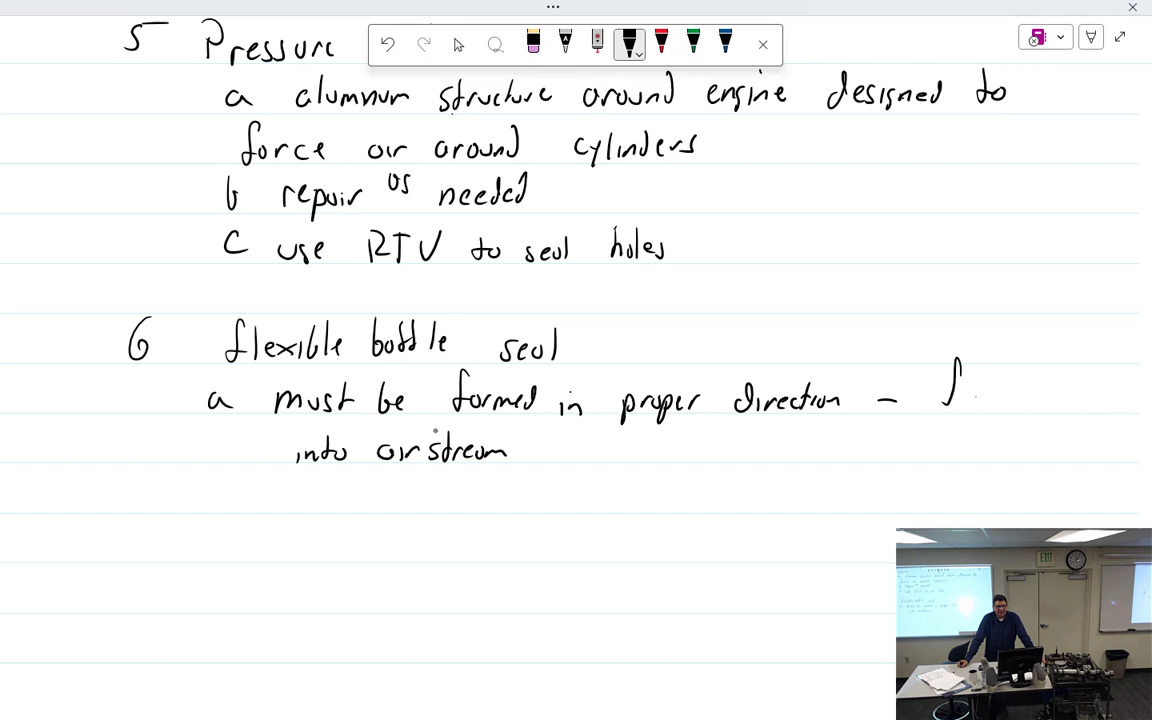 5 Pressure
a alumnum structure around engine designed to
force air around cylinders
b repair as needed
C use RTV to seal holes
6 flexible baffle seal
a must be formed in proper direction -
into airstream
EXIT